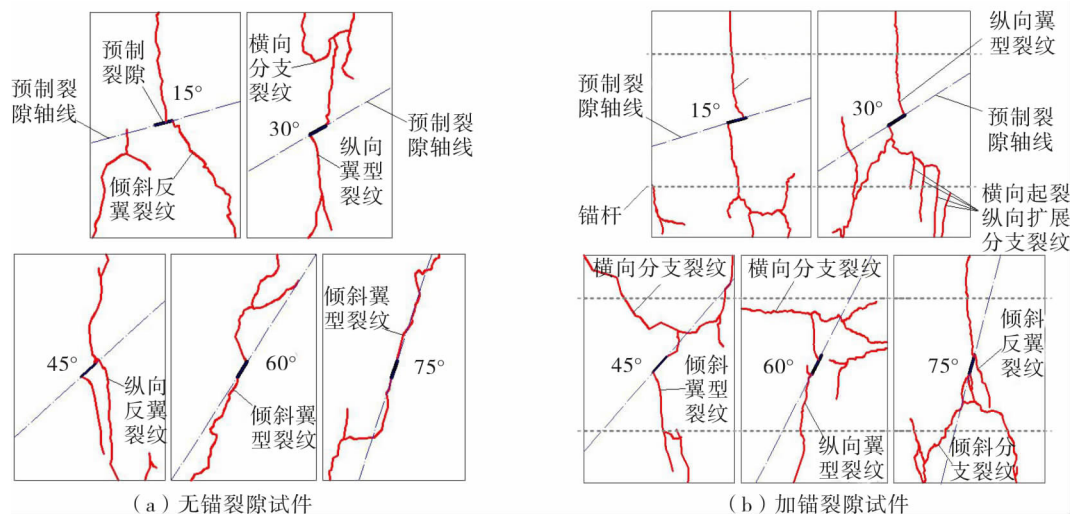 预制
裂隙
预制裂
隙轴线
15°
倾斜反
翼裂纹
横向
分支
裂纹
30°
预制裂
隙轴线
纵向
翼型
裂纹
45°
纵向
反翼
裂纹
60°
倾斜翼
型裂纹
倾斜翼
型裂纹
75°
(a)无锚裂隙试件
预制裂
隙轴线
15°
锚杆
纵向翼
型裂纹
30°
预制裂
隙轴线
横向起裂
纵向扩展
分支裂纹
横向分支裂纹
45°
倾斜
翼型
裂纹
横向分支裂纹
60°
纵向翼
型裂纹
倾斜
反翼
裂纹
75°
倾斜分
支裂纹
(b)加锚裂隙试件